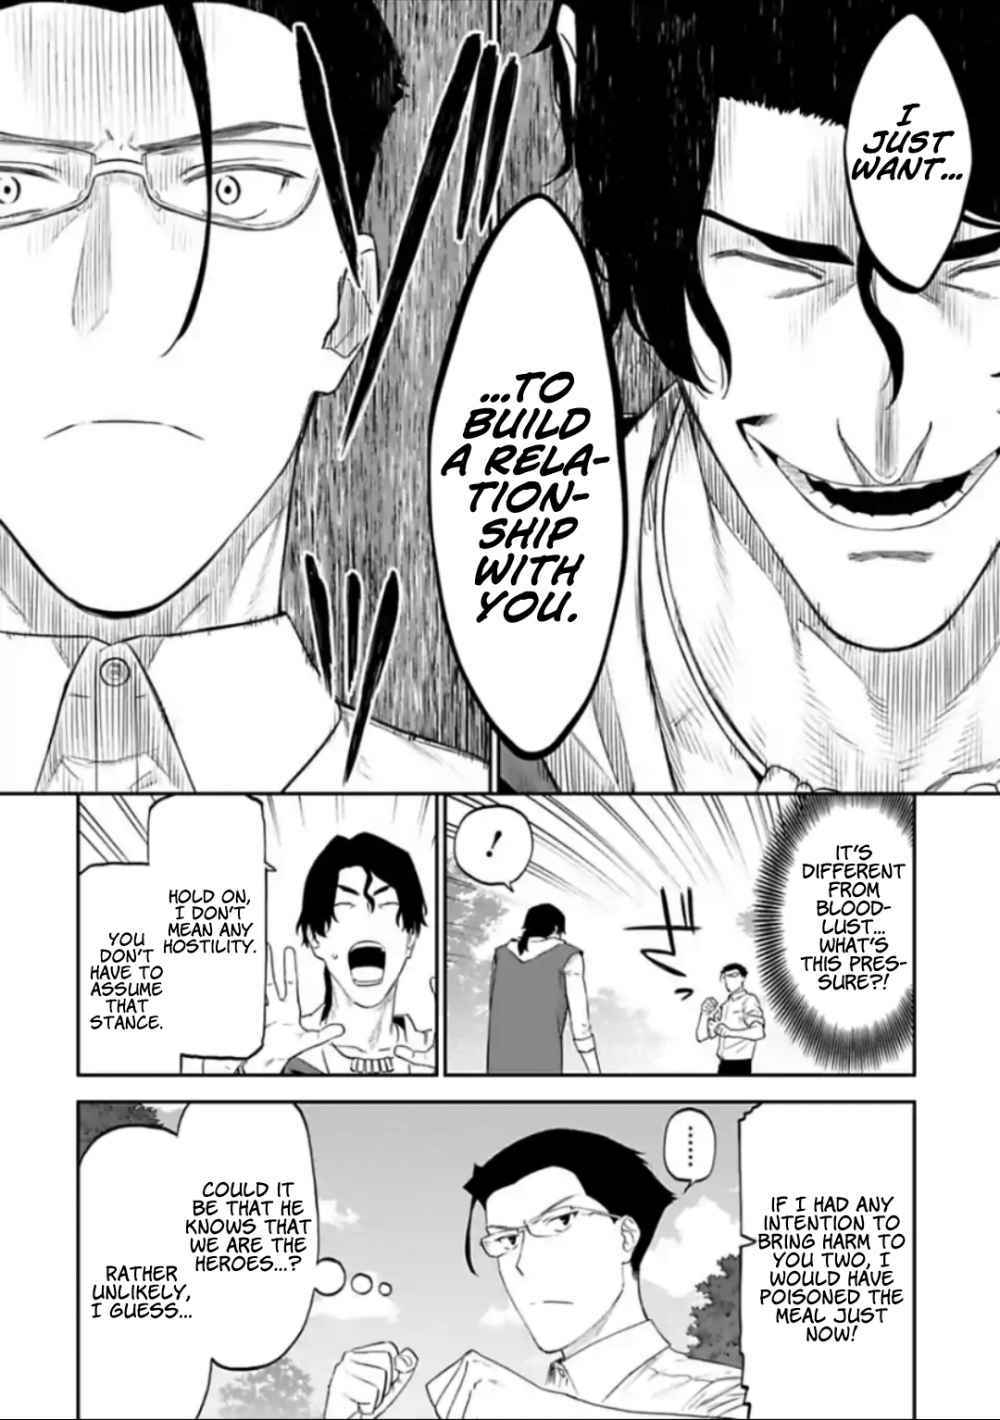 I
JUST
WANT...
...TO
BUILD
A RELA-
TION-
SHIP
WITH
YOU.
IT'S
DIFFERENT
FROM
BLOOD-
LUST...
WHAT'S
THIS PRES-
SURE?!
!
HOLD ON,
I DON'T
MEAN ANY
HOSTILITY.
YOU
DON'T
HAVE TO
ASSUME
THAT
STANCE.
IF I HAD ANY
INTENTION TO
BRING HARM TO
YOU TWO, I
WOULD HAVE
POISONED THE
MEAL JUST
NOW!
......
COULD IT
BE THAT HE
KNOWS THAT
WE ARE THE
HEROES...?
RATHER
UNLIKELY,
I GUESS...